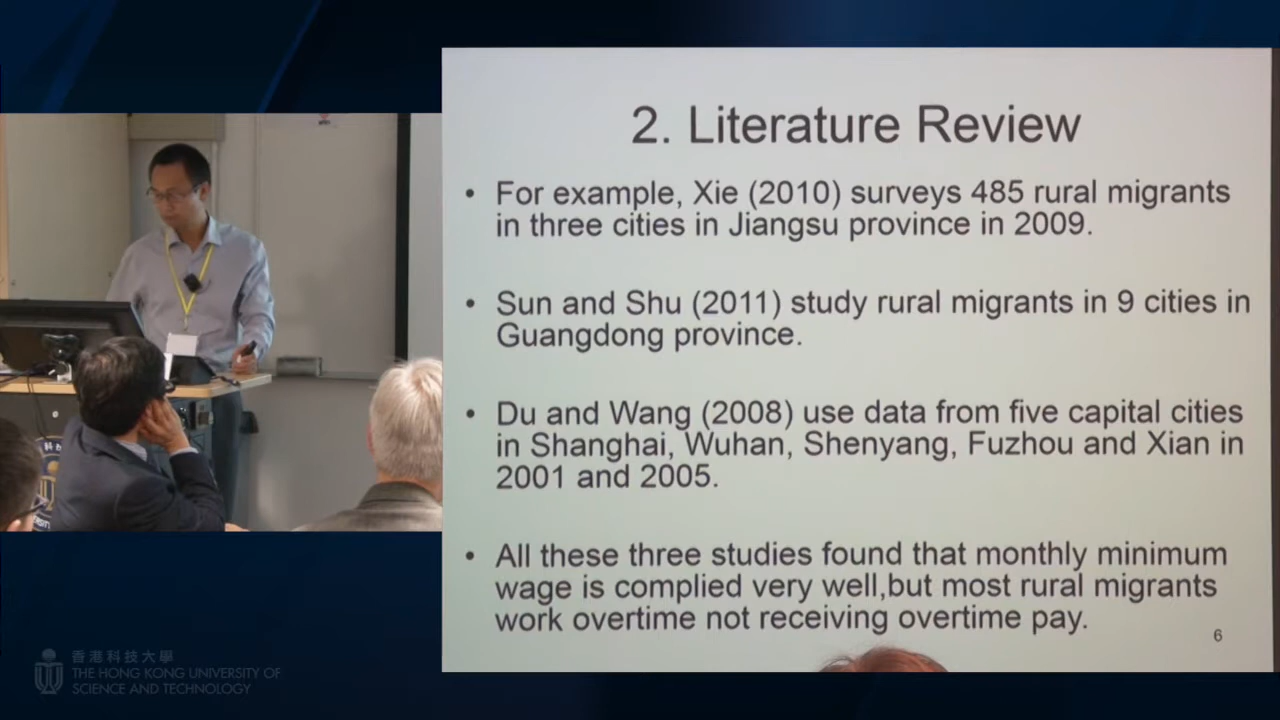 2. Literature Review
• For example, Xie (2010) surveys 485 rural migrants
in three cities in Jiangsu province in 2009.
• Sun and Shu (2011) study rural migrants in 9 cities in
Guangdong province.
• Du and Wang (2008) use data from five capital cities
in Shanghai, Wuhan, Shenyang, Fuzhou and Xian in
2001 and 2005.
• All these three studies found that monthly minimum
wage is complied very well,but most rural migrants
work overtime not receiving overtime pay.
6
香港科技大學
THE HONG KONG UNIVERSITY OF
SCIENCE AND TECHNOLOGY